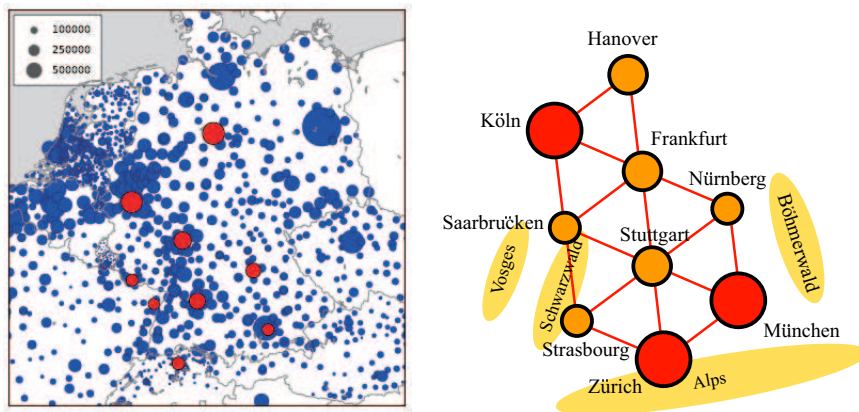 100000
250000
500000
Hanover
Köln
Frankfurt
Nürnberg
Saarbrücken
Stuttgart
Vosges
Schwarzwald
Böhmerwald
Strasbourg
München
Zürich
Alps